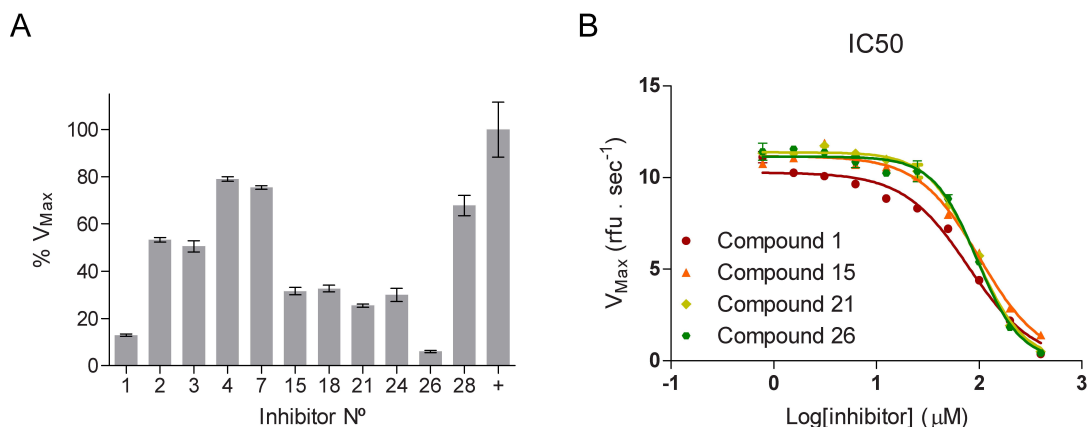 A
B
IC50
% V_Max
100
80
60
40
20
0
1 2 3 4 7 15 18 21 24 26 28 +
Inhibitor Nº
V_Max (rfu . sec⁻¹)
15
10
5
0
Compound 1
Compound 15
Compound 21
Compound 26
-1 0 1 2 3
Log[inhibitor] (μM)